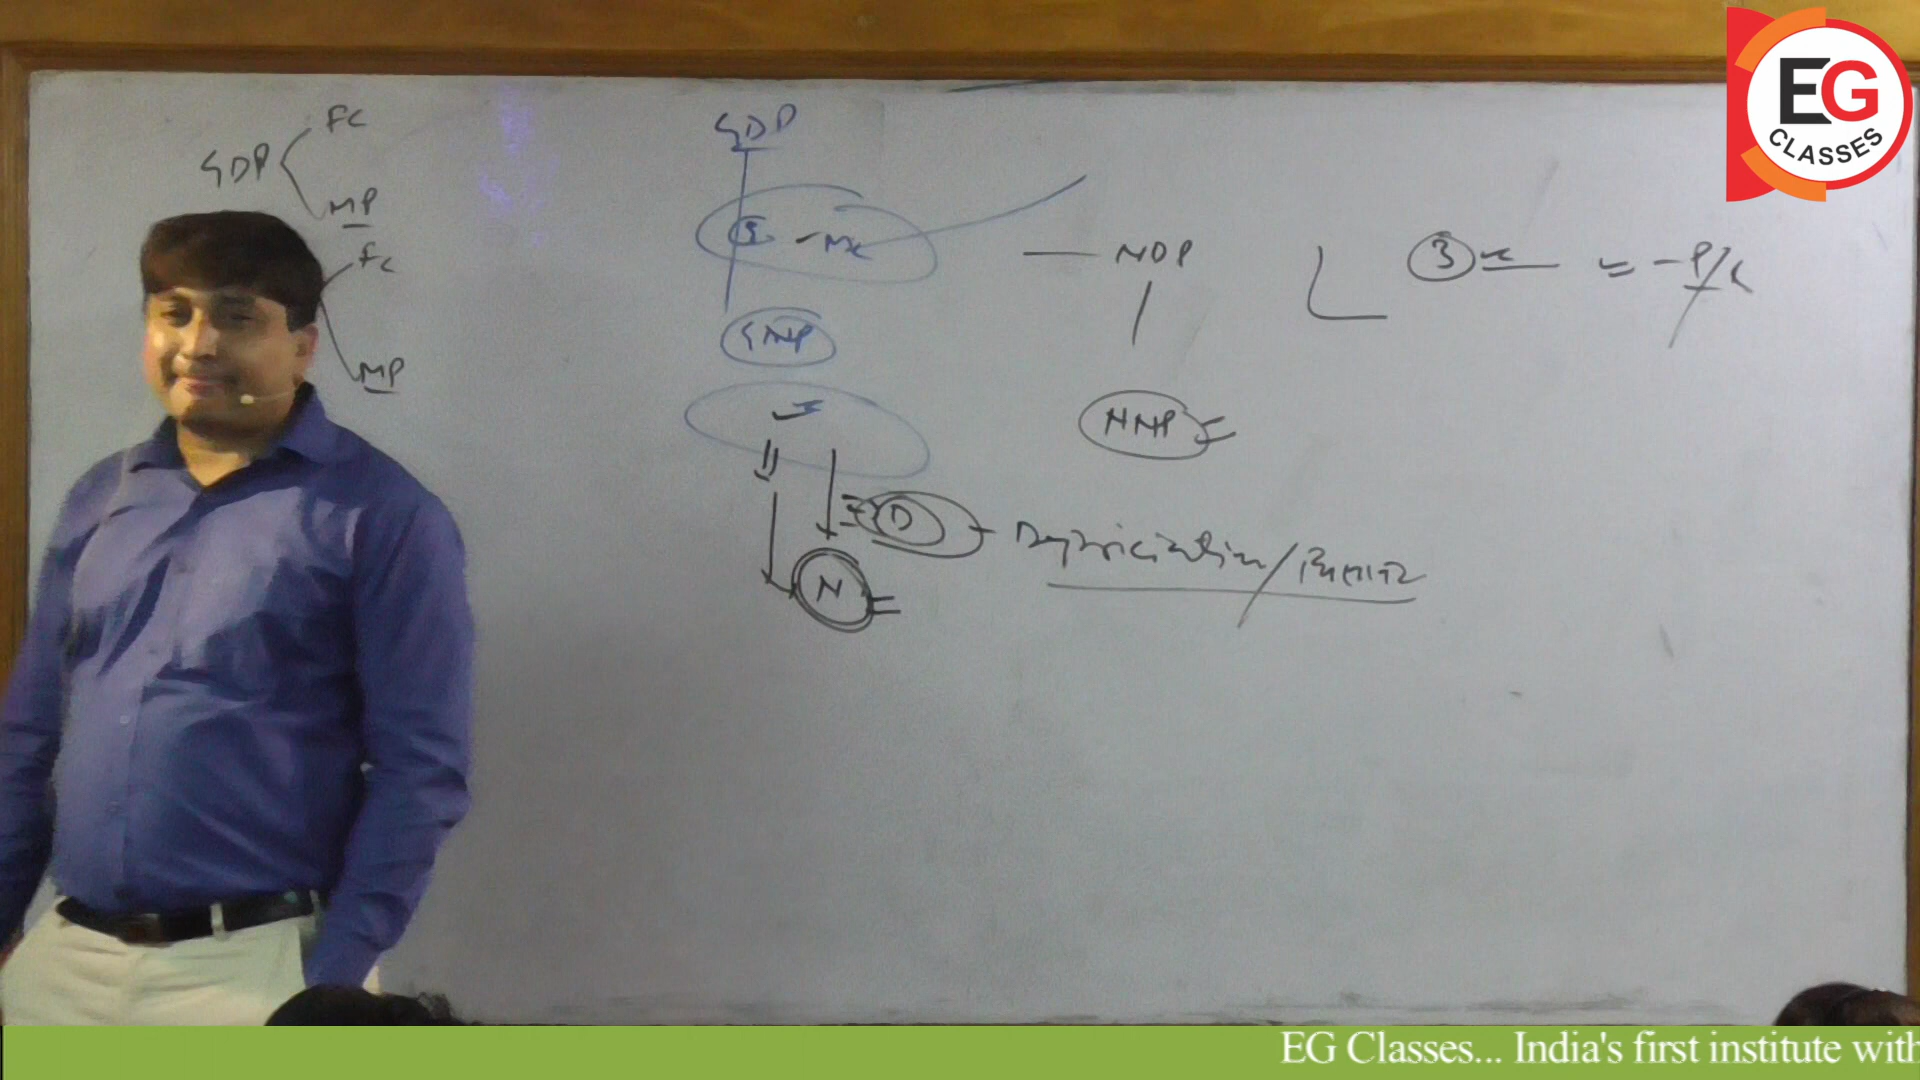 FC
GDP
MP
FC
MP
GDP
G - Nx
GNP
D - Depriciation/
N
NDP
NNP
3
P/C
EG
CLASSES
EG Classes... India's first institute with